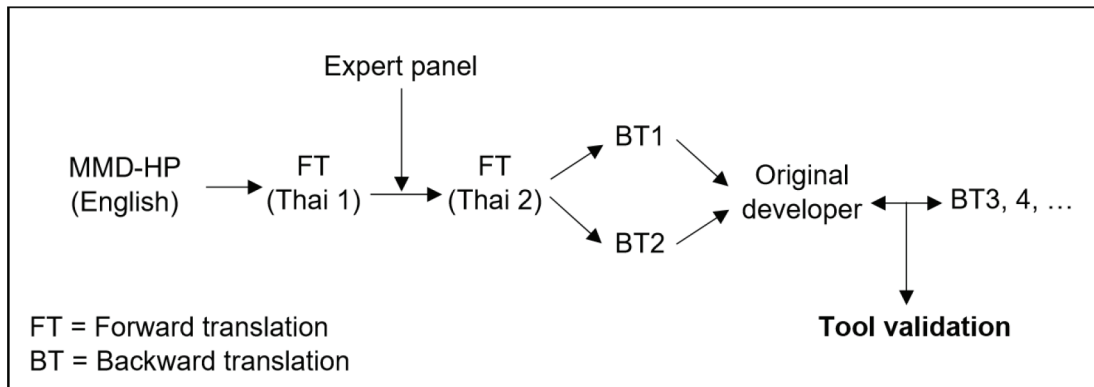 Expert panel
MMD-HP
(English)
FT
(Thai 1)
FT
(Thai 2)
BT1
BT2
Original
developer
BT3, 4, …
Tool validation
FT = Forward translation
BT = Backward translation